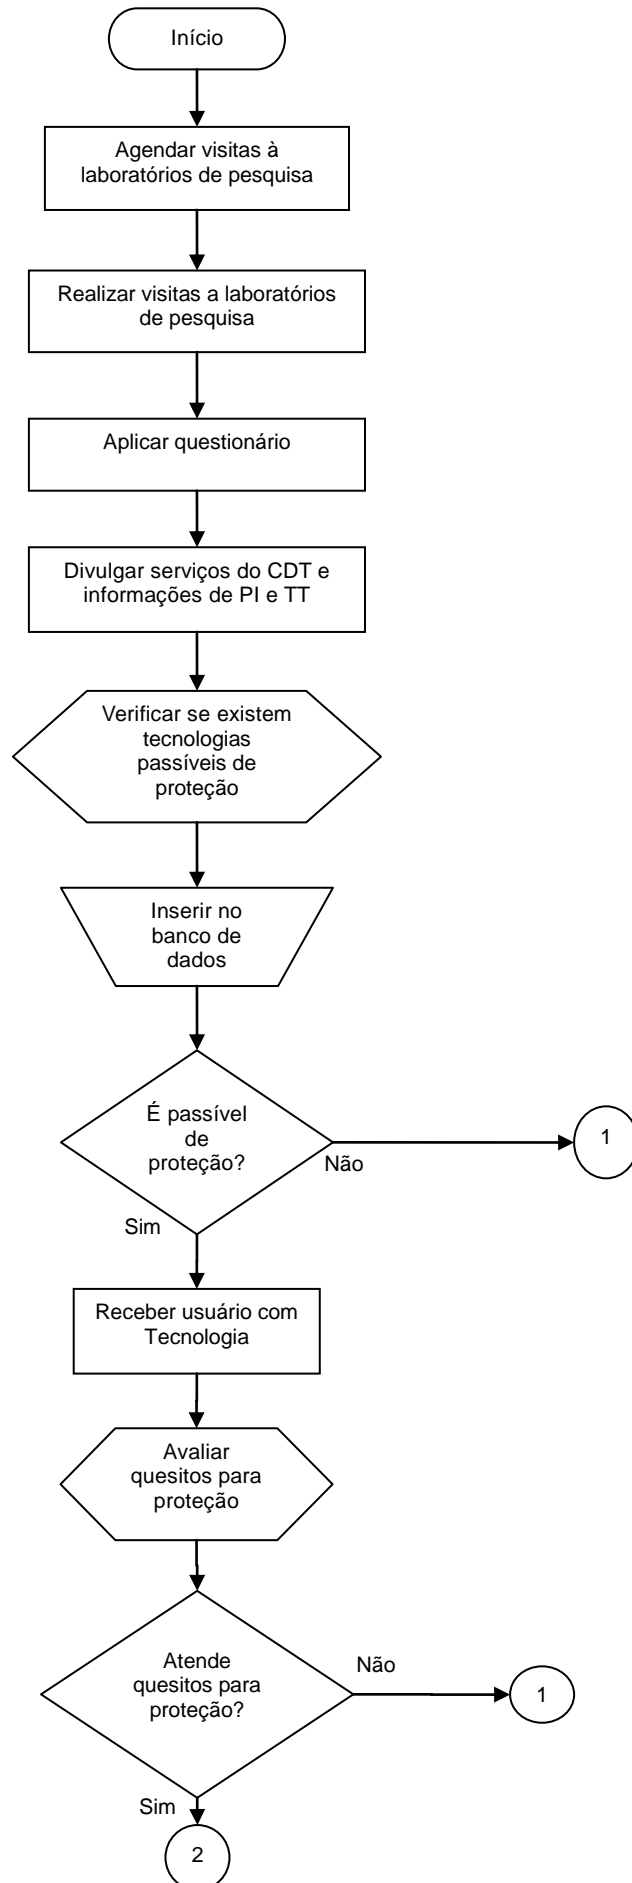 Início
Agendar visitas à
laboratórios de pesquisa
Realizar visitas a laboratórios
de pesquisa
Aplicar questionário
Divulgar serviços do CDT e
informações de PI e TT
Verificar se existem
tecnologias
passíveis de
proteção
Inserir no
banco de
dados
É passível
de
proteção?
1
Não
Sim
Receber usuário com
Tecnologia
Avaliar
quesitos para
proteção
Atende
quesitos para
proteção?
Não
1
Sim
2